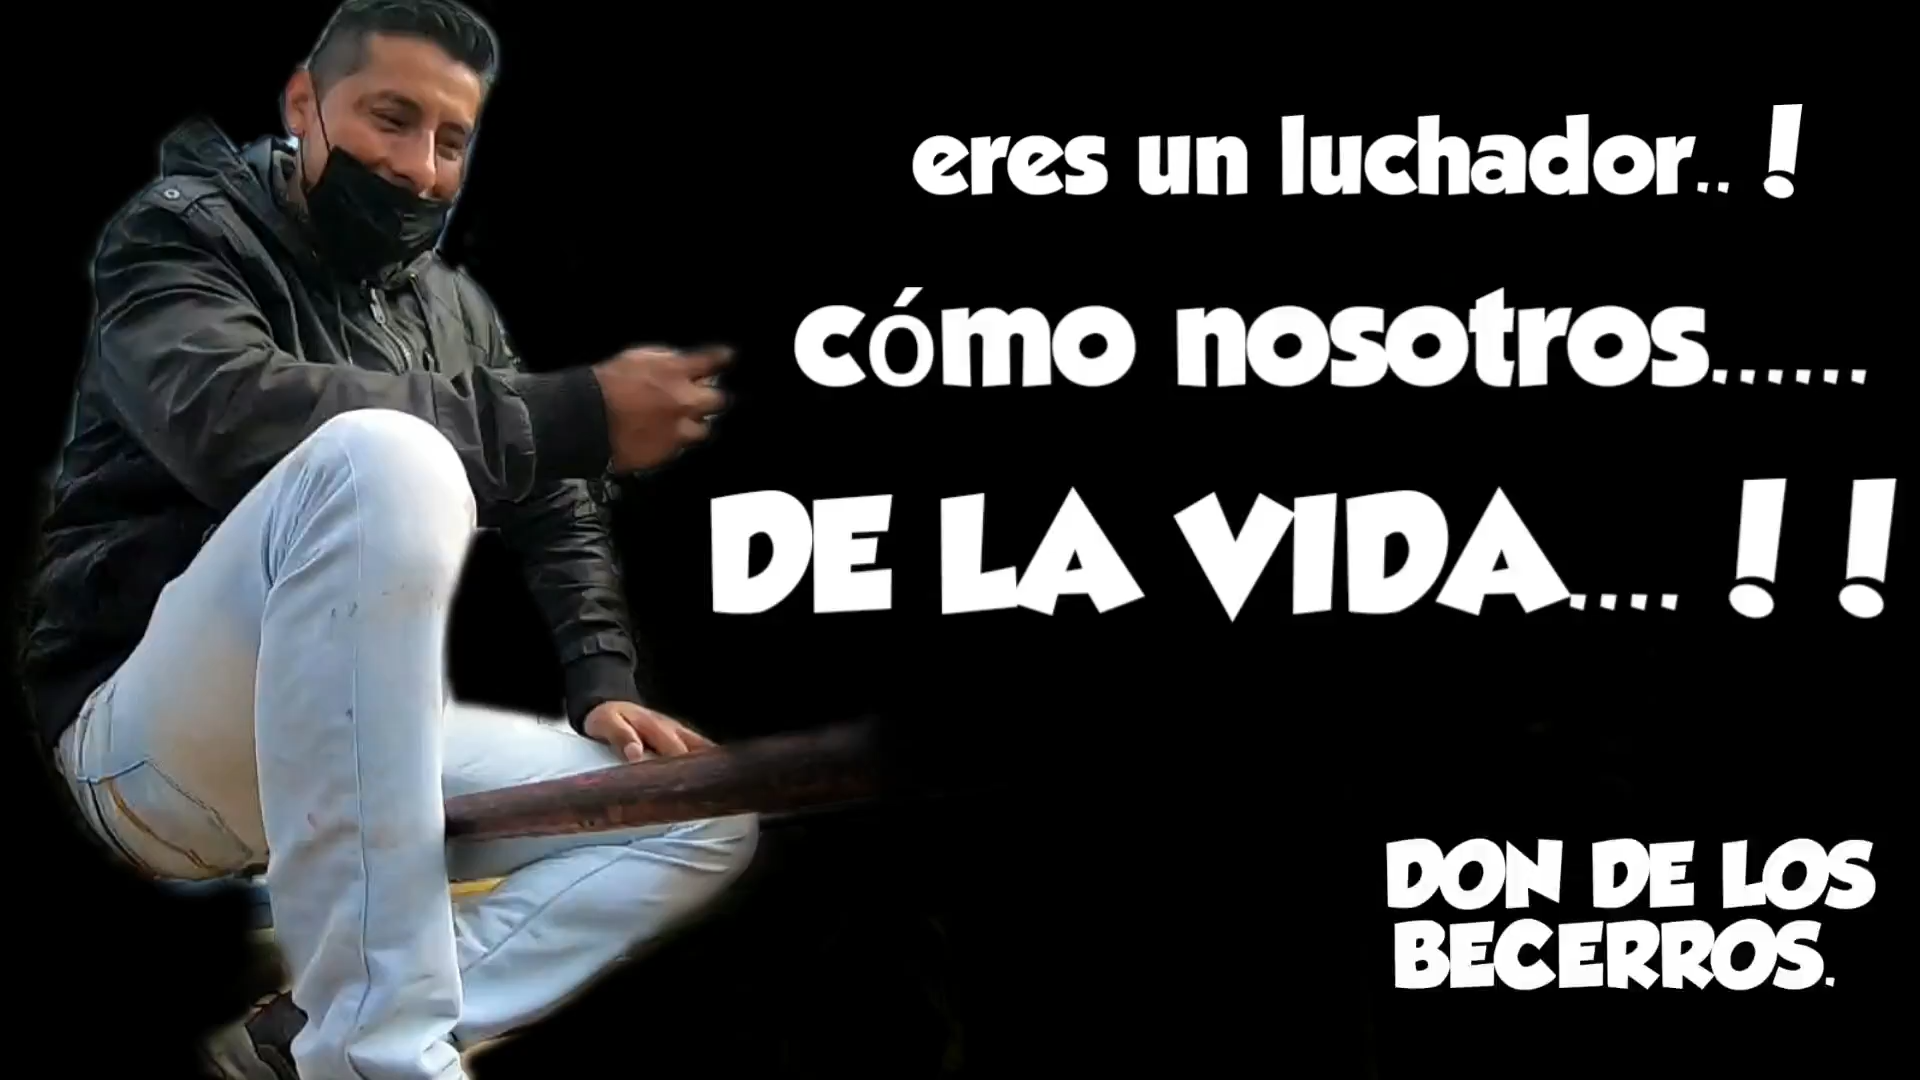 eres un luchador..!
cómo nosotros......
DE LA VIDA....!!
DON DE LOS
BECERROS.